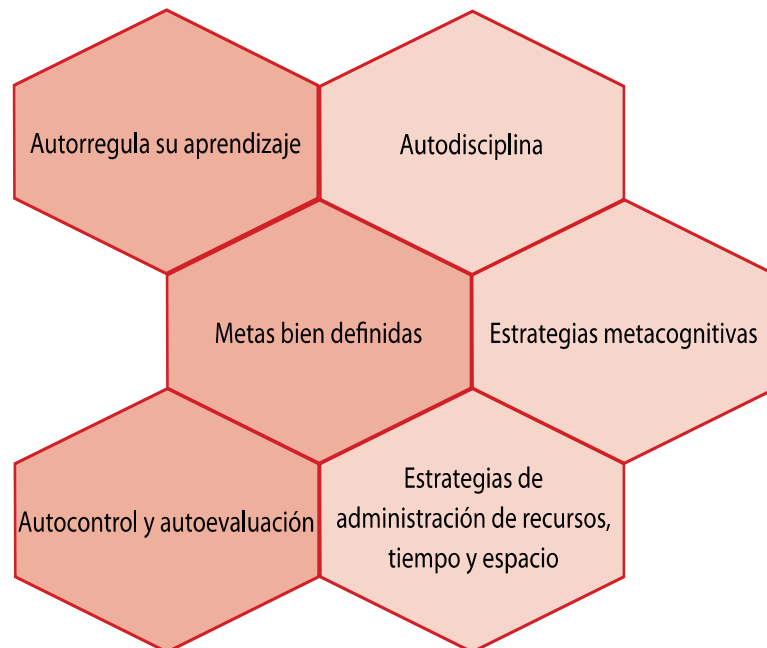 Autorregula su aprendizaje
Autodisciplina
Metas bien definidas
Estrategias metacognitivas
Autocontrol y autoevaluación
Estrategias de
administración de recursos,
tiempo y espacio